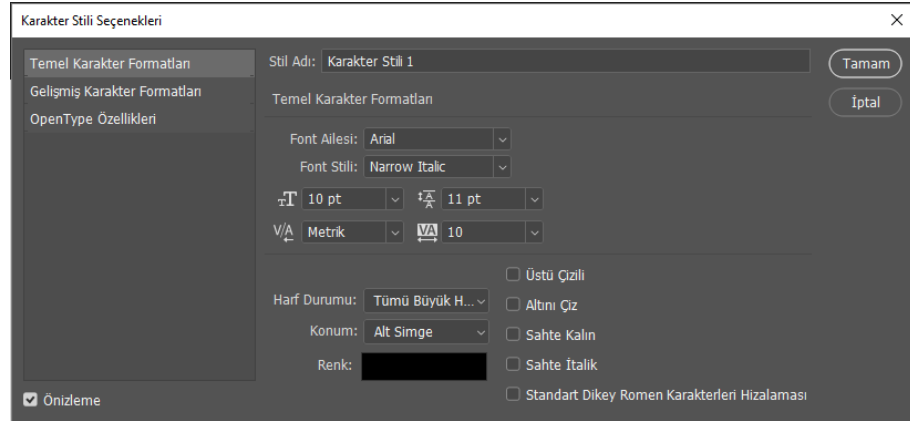 Karakter Stili Seçenekleri
Temel Karakter Formatları
Gelişmiş Karakter Formatları
OpenType Özellikleri
Önizleme
Stil Adı: Karakter Stili 1
Temel Karakter Formatları
Font Ailesi: Arial
Font Stili: Narrow Italic
10 pt 11 pt
Metrik 10
Harf Durumu: Tümü Büyük H...
Konum: Alt Simge
Renk:
Üstü Çizili
Altını Çiz
Sahte Kalın
Sahte İtalik
Standart Dikey Romen Karakterleri Hizalaması
Tamam
İptal